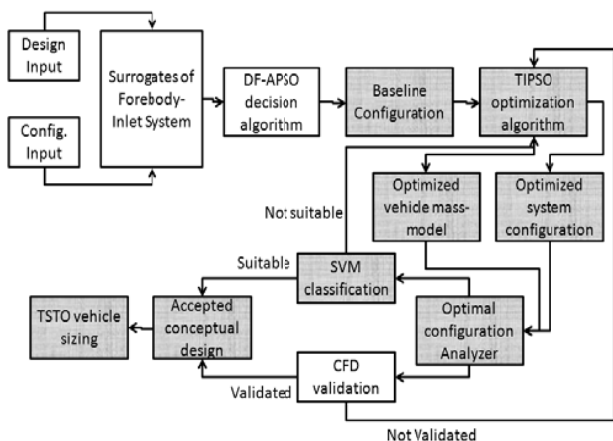 Design
Input
Config.
Input
Surrogates of
Forebody-
Inlet System
DF-APSO
decision
algorithm
Baseline
Configuration
TIPSO
optimization
algorithm
Optimized
vehicle mass-
model
Optimized
system
configuration
Not suitable
Suitable
SVM
classification
TSTO vehicle
sizing
Accepted
conceptual
design
Optimal
configuration
Analyzer
CFD
validation
Validated
Not Validated